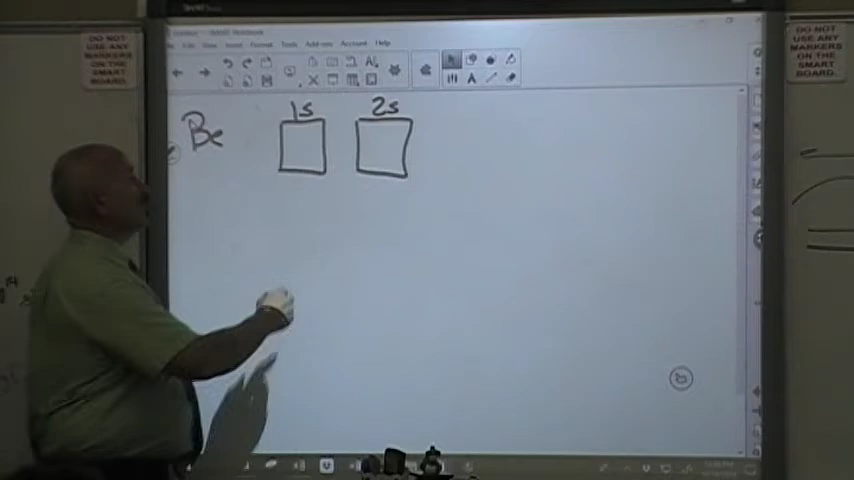 DO NOT
USE ANY
MARKERS
ON THE
SMART
BOARD.
Edit View Insert Format Tools Add-ons Account Help
Be
1s
2s
DO NOT
USE ANY
MARKERS
ON THE
SMART
BOARD.